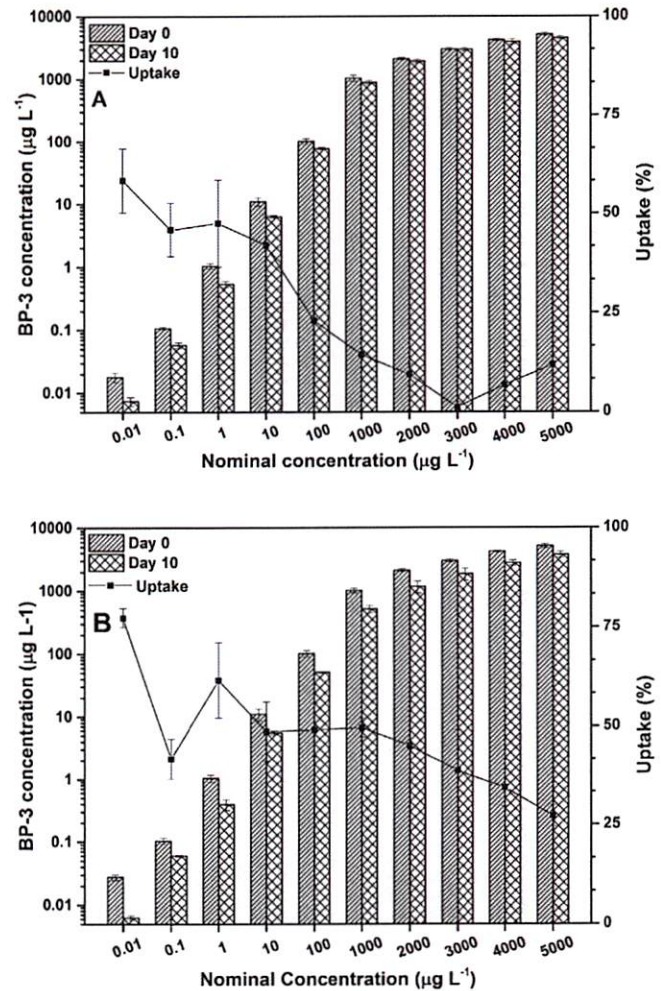 Day 0
Day 10
Uptake
A
BP-3 concentration (µg L⁻¹)
10000
1000
100
10
1
0.1
0.01
100
75
50
25
0
Uptake (%)
0.01 0.1 1 10 100 1000 2000 3000 4000 5000
Nominal concentration (µg L⁻¹)
Day 0
Day 10
Uptake
B
BP-3 concentration (µg L-1)
10000
1000
100
10
1
0.1
0.01
100
75
50
25
0
Uptake (%)
0.01 0.1 1 10 100 1000 2000 3000 4000 5000
Nominal Concentration (µg L⁻¹)